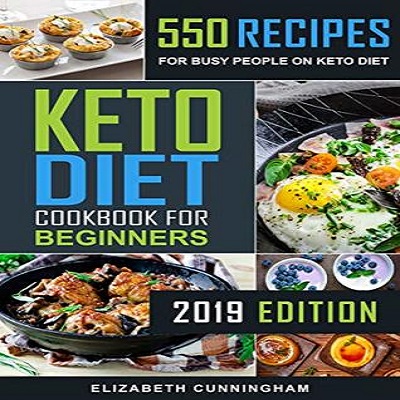 550 RECIPES
FOR BUSY PEOPLE ON KETO DIET
KETO
DIET
COOKBOOK FOR
BEGINNERS
2019 EDITION
ELIZABETH CUNNINGHAM